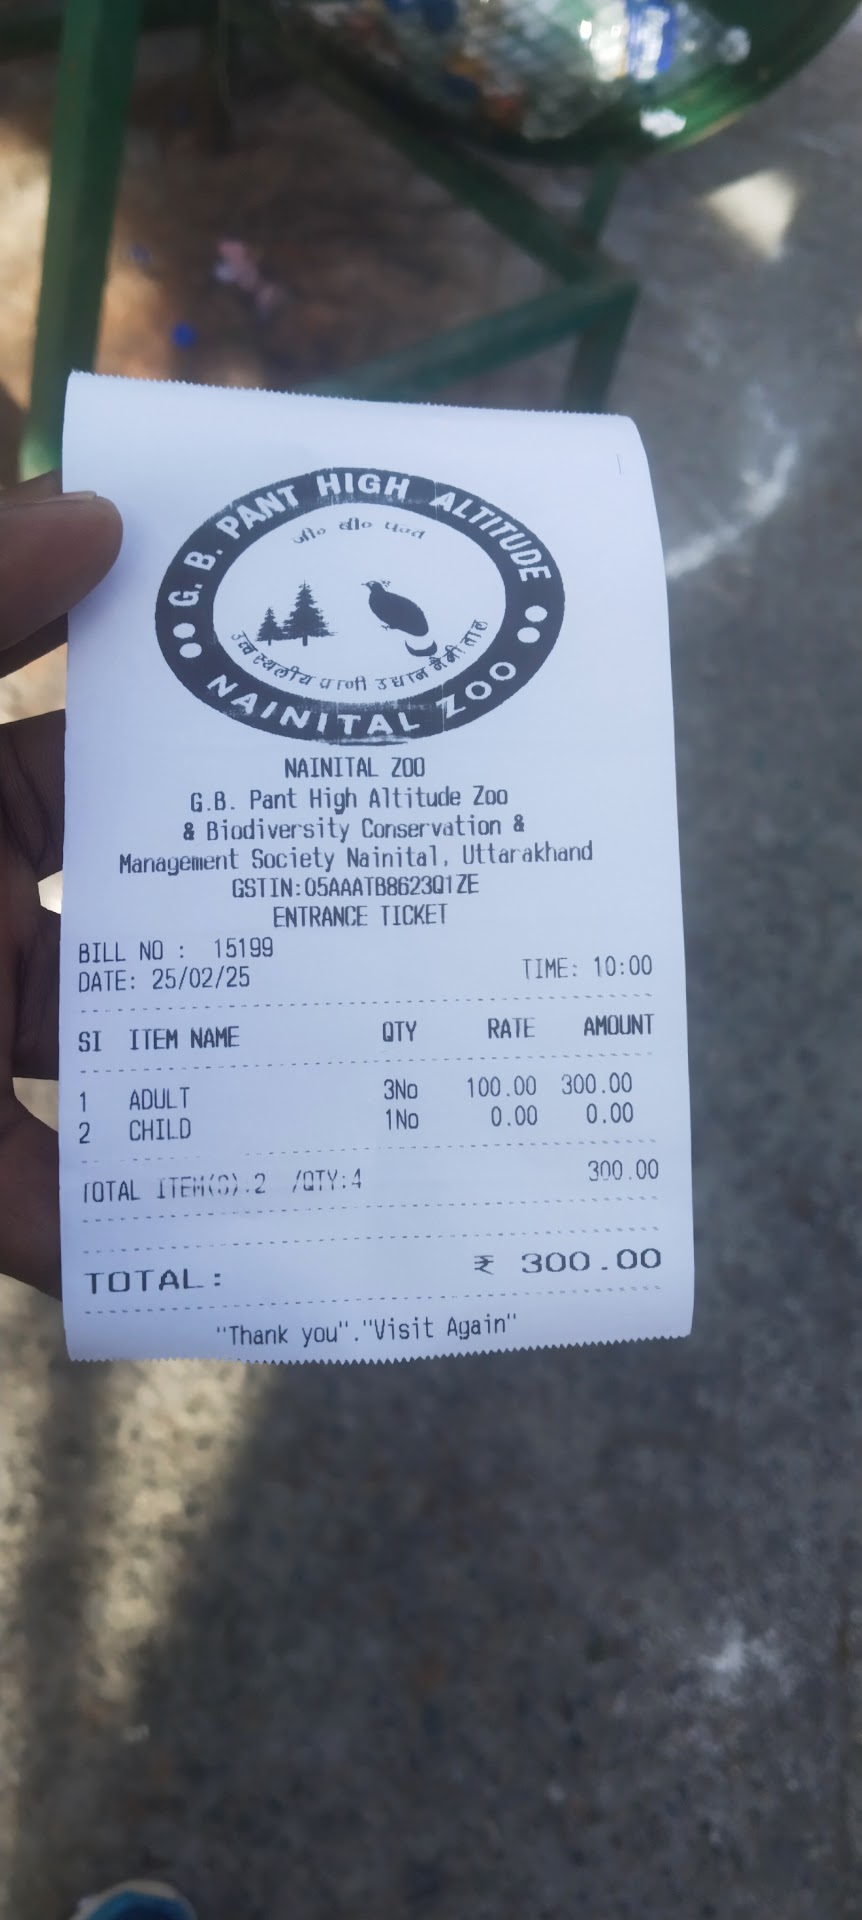 G. B. PANT HIGH ALTITUDE
जी० बी० पन्त
उच्च स्थलीय प्राणी उधान नैनीताल
NAINITAL ZOO
NAINITAL ZOO
G.B. Pant High Altitude Zoo
& Biodiversity Conservation &
Management Society Nainital, Uttarakhand
GSTIN:05AAATB8623Q1ZE
ENTRANCE TICKET
BILL NO : 15199
DATE: 25/02/25 TIME: 10:00
SI ITEM NAME QTY RATE AMOUNT
1 ADULT 3No 100.00 300.00
2 CHILD 1No 0.00 0.00
TOTAL ITEM(S):2 /QTY:4 300.00
TOTAL: ₹ 300.00
"Thank you"."Visit Again"